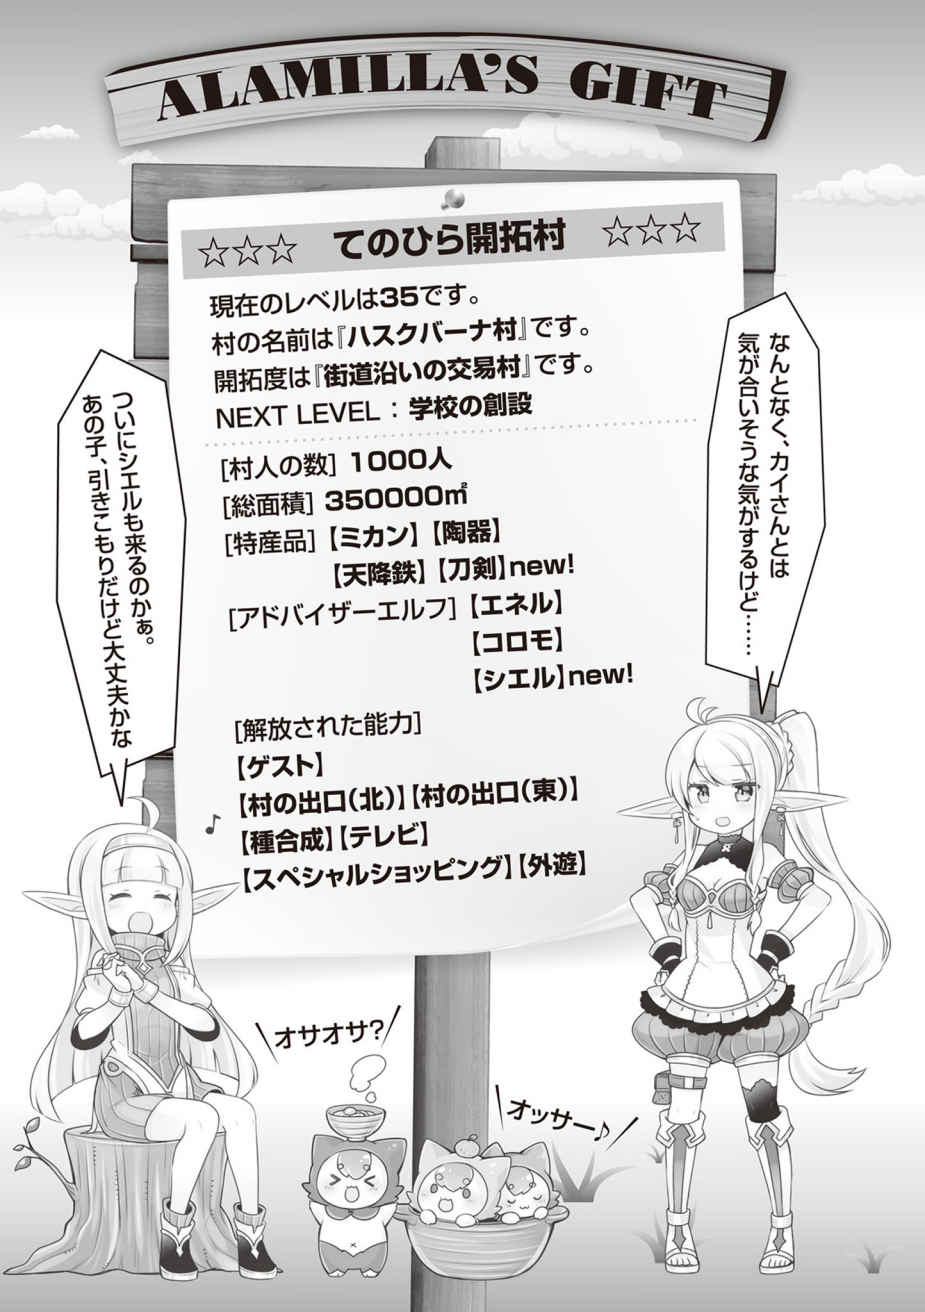 ALAMILLA'S GIFT
☆☆☆ てのひら開拓村 ☆☆☆
現在のレベルは35です。
村の名前は『ハスクバーナ村』です。
開拓度は『街道沿いの交易村』です。
NEXT LEVEL：学校の創設
[村人の数] 1000人
[総面積] 350000㎡
[特産品]【ミカン】【陶器】
【天降鉄】【刀剣】new!
[アドバイザーエルフ]【エネル】
【コロモ】
【シエル】new!
[解放された能力]
【ゲスト】
【村の出口(北)】【村の出口(東)】
【種合成】【テレビ】
【スペシャルショッピング】【外遊】
なんとなく、カイさんとは
気が合いそうな気がするけど……
ついにシエルも来るのかぁ。
あの子、引きこもりだけど大丈夫かな
♪
オサオサ?
オッサー♪